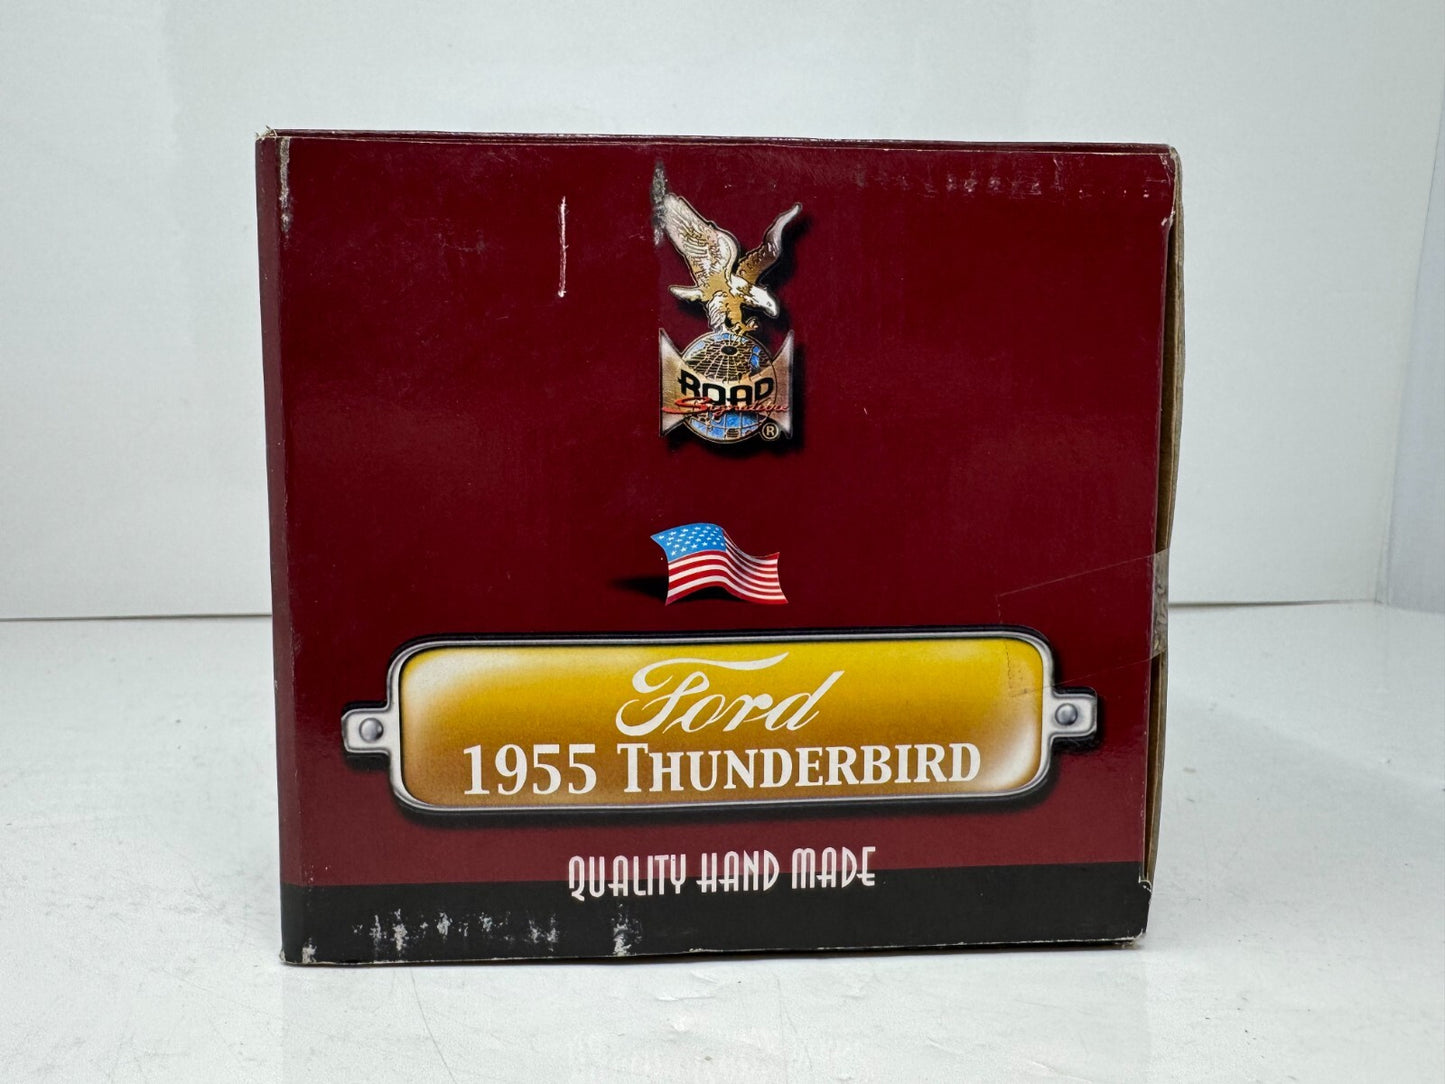 ROAD
Signature
®
Ford
1955 THUNDERBIRD
QUALITY HAND MADE